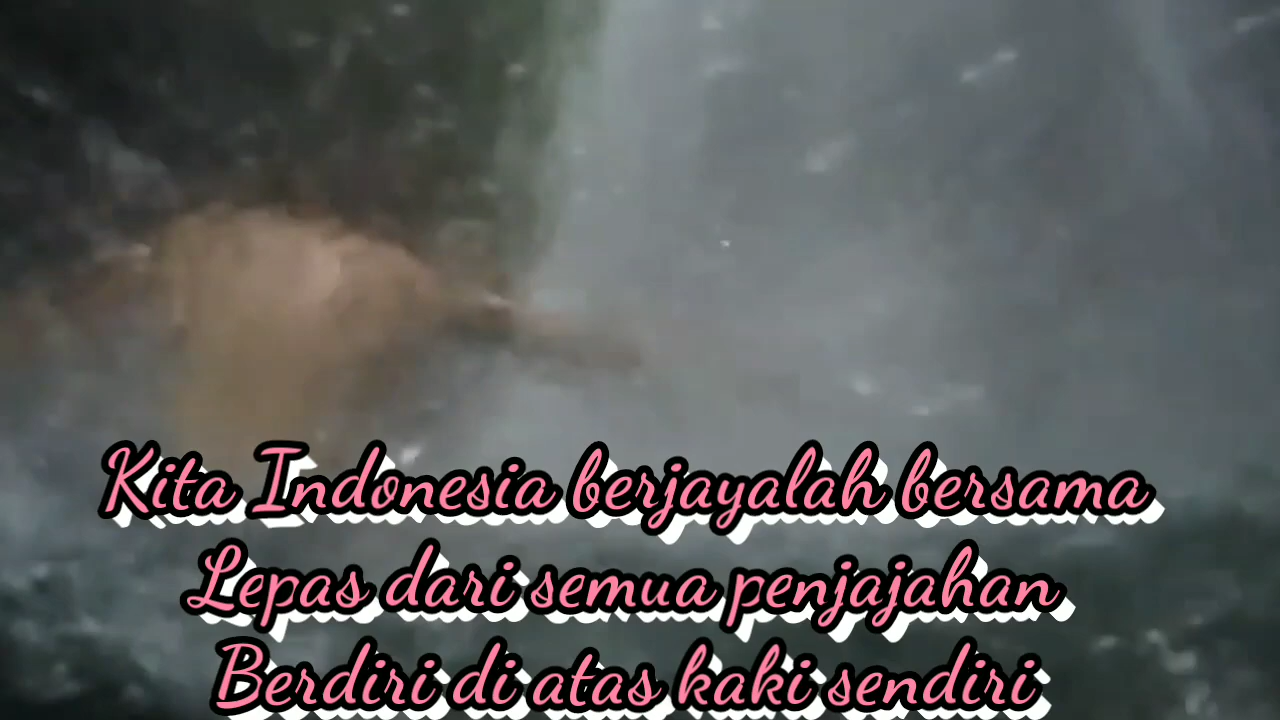 Kita Indonesia berjayalah bersama
Lepas dari semua penjajahan
Berdiri di atas kaki sendiri